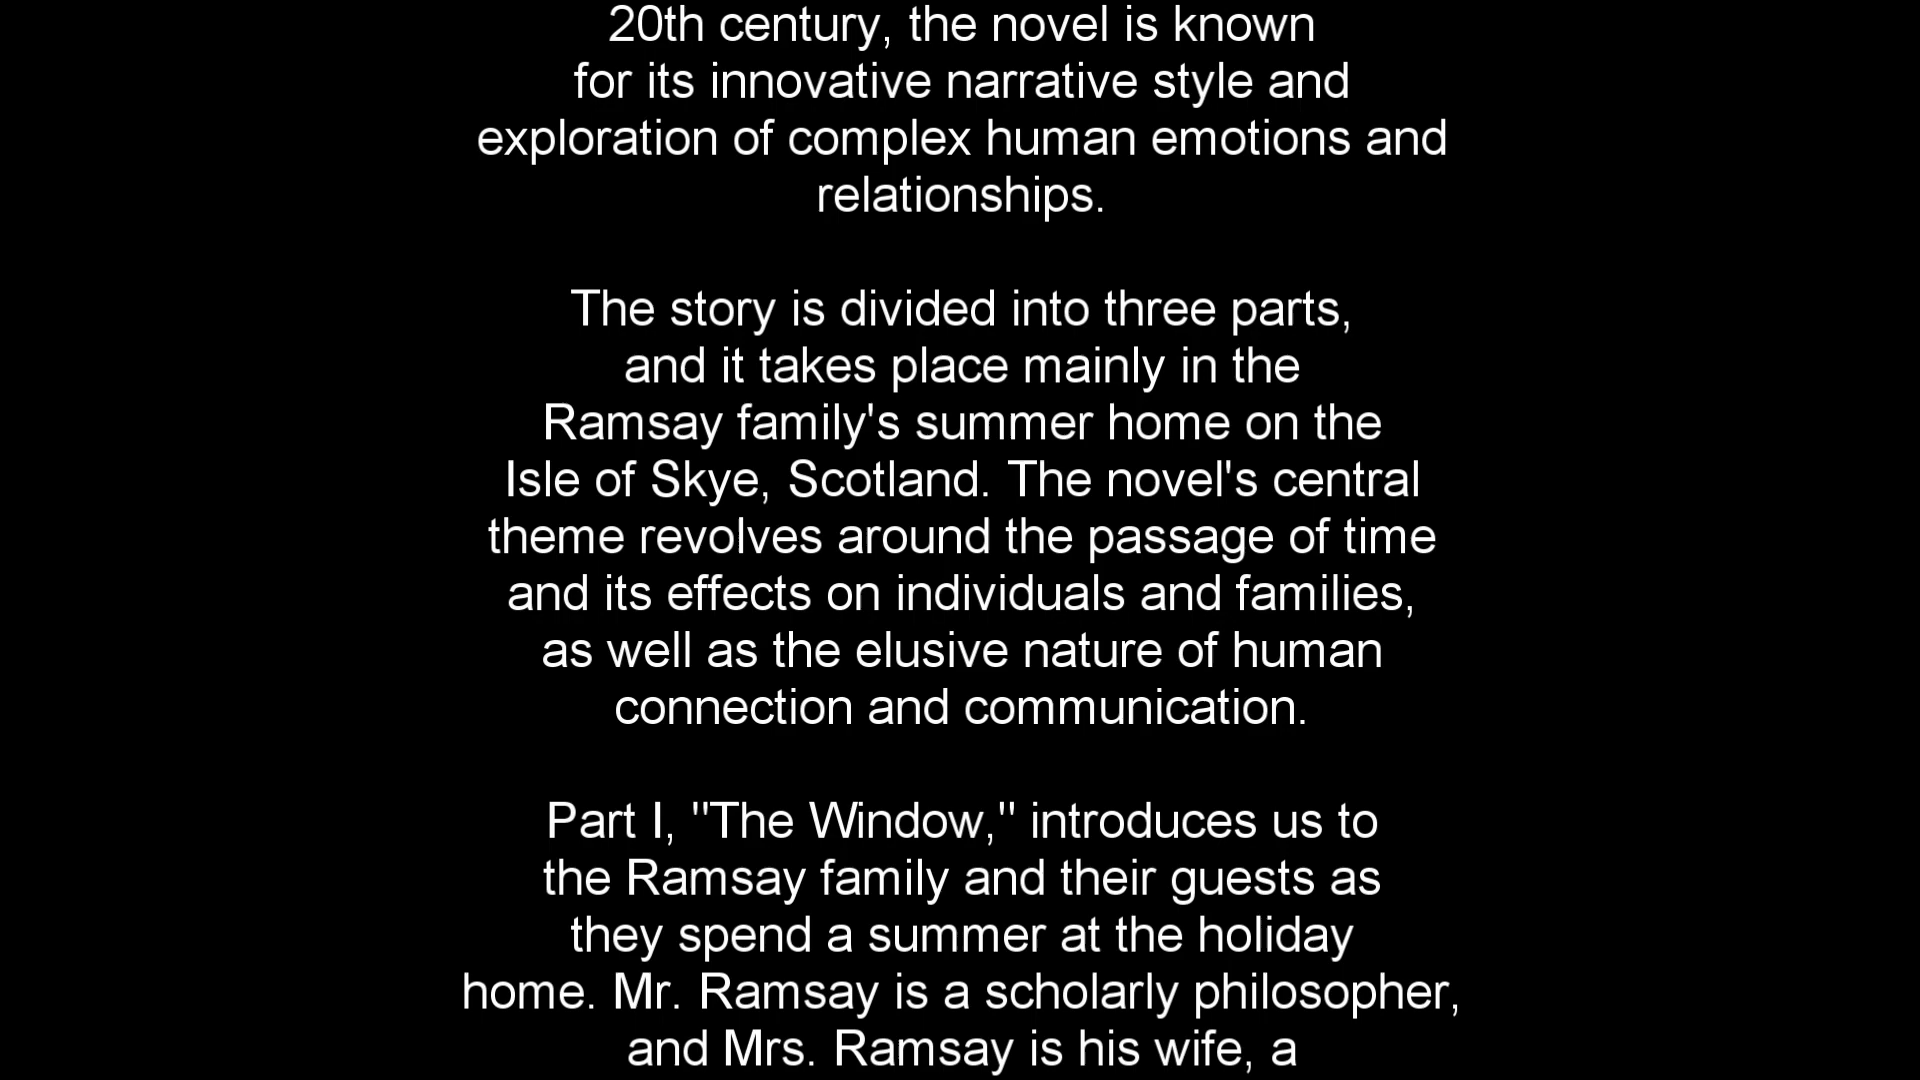 20th century, the novel is known
for its innovative narrative style and
exploration of complex human emotions and
relationships.
The story is divided into three parts,
and it takes place mainly in the
Ramsay family's summer home on the
Isle of Skye, Scotland. The novel's central
theme revolves around the passage of time
and its effects on individuals and families,
as well as the elusive nature of human
connection and communication.
Part I, "The Window," introduces us to
the Ramsay family and their guests as
they spend a summer at the holiday
home. Mr. Ramsay is a scholarly philosopher,
and Mrs. Ramsay is his wife, a